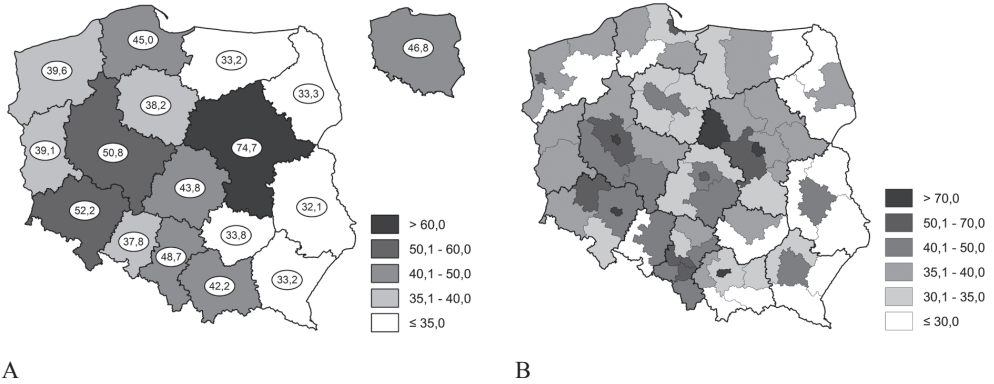 45,0
46,8
33,2
39,6
33,3
38,2
74,7
39,1
50,8
43,8
52,2
32,1
33,8
37,8
48,7
33,2
42,2
> 60,0
50,1 - 60,0
40,1 - 50,0
35,1 - 40,0
≤ 35,0
> 70,0
50,1 - 70,0
40,1 - 50,0
35,1 - 40,0
30,1 - 35,0
≤ 30,0
A
B